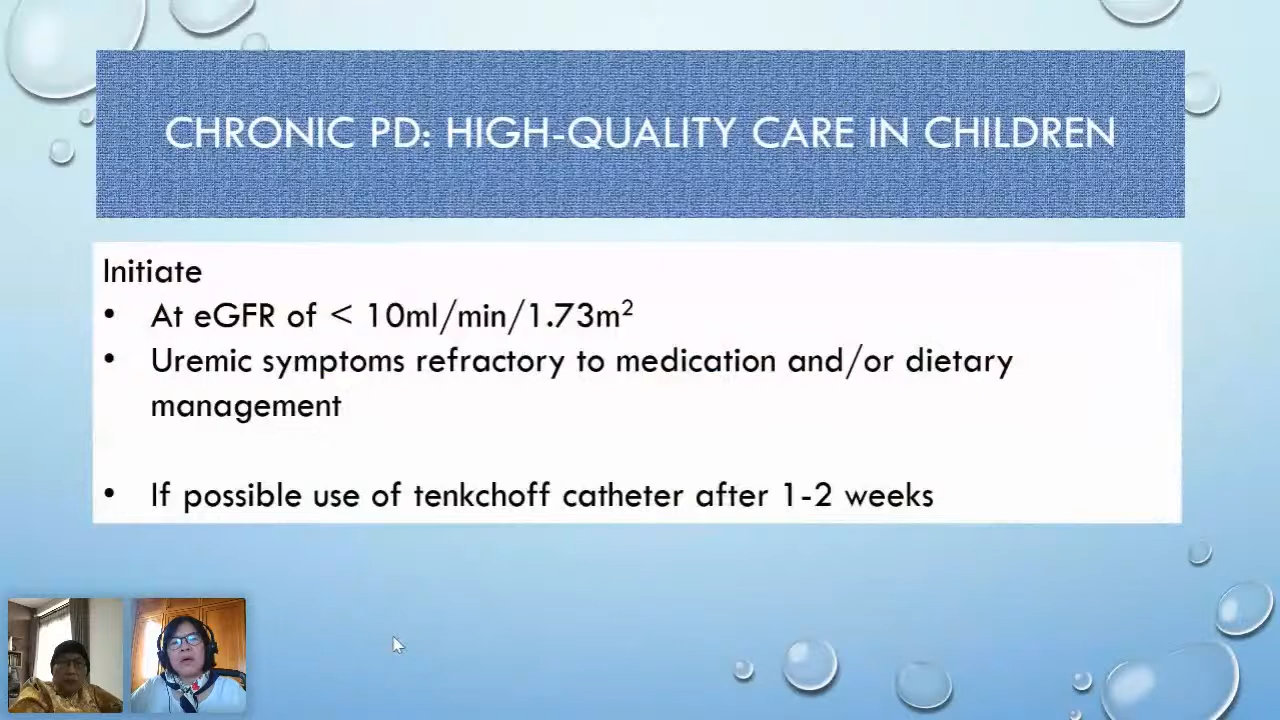 CHRONIC PD: HIGH-QUALITY CARE IN CHILDREN
Initiate
• At eGFR of < 10ml/min/1.73m²
• Uremic symptoms refractory to medication and/or dietary
management
• If possible use of tenkchoff catheter after 1-2 weeks